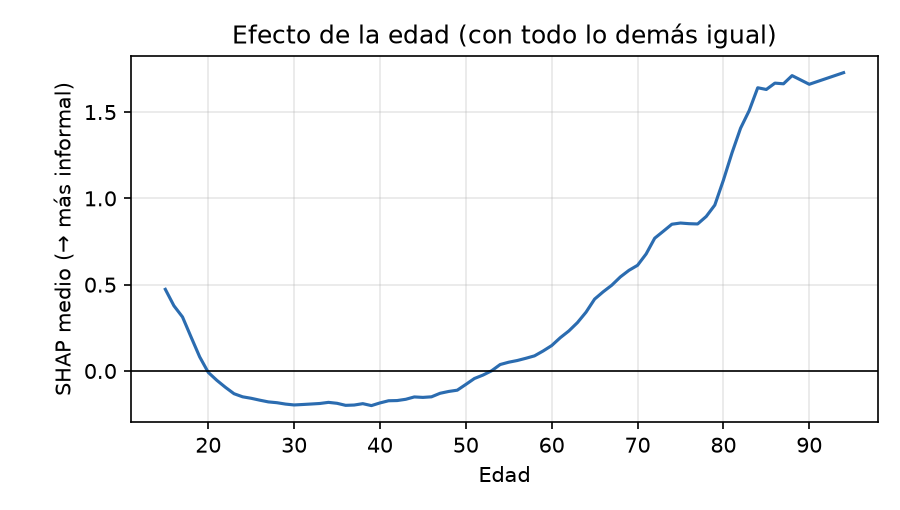 Efecto de la edad (con todo lo demás igual)
SHAP medio (→ más informal)
1.5
1.0
0.5
0.0
20 30 40 50 60 70 80 90
Edad